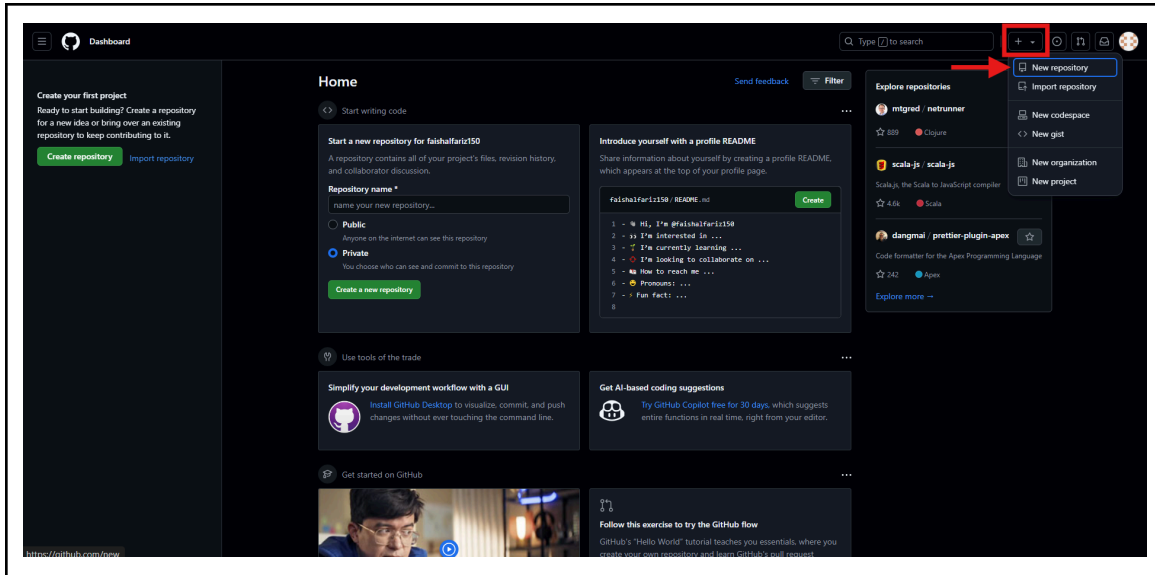 Dashboard
Type / to search
Create your first project
Ready to start building? Create a repository
for a new idea or bring over an existing
repository to keep contributing to it.
Create repository
Import repository
Home
Send feedback
Filter
Start writing code
Start a new repository for faishalfariz150
A repository contains all of your project's files, revision history,
and collaborator discussion.
Repository name *
name your new repository...
Public
Anyone on the internet can see this repository
Private
You choose who can see and commit to this repository
Create a new repository
Introduce yourself with a profile README
Share information about yourself by creating a profile README,
which appears at the top of your profile page.
faishalfariz150 / README.md
Create
1 - 👋 Hi, I'm @faishalfariz150
2 - 👀 I'm interested in ...
3 - 🌱 I'm currently learning ...
4 - 💞️ I'm looking to collaborate on ...
5 - 📫 How to reach me ...
6 - 😄 Pronouns: ...
7 - ⚡ Fun fact: ...
8
Use tools of the trade
Simplify your development workflow with a GUI
Install GitHub Desktop to visualize, commit, and push
changes without ever touching the command line.
Get AI-based coding suggestions
Try GitHub Copilot free for 30 days, which suggests
entire functions in real time, right from your editor.
Get started on GitHub
Follow this exercise to try the GitHub flow
GitHub's "Hello World" tutorial teaches you essentials, where you
create your own repository and learn GitHub's pull request
Explore repositories
mtgred / netrunner
889 Clojure
scala-js / scala-js
Scala.js, the Scala to JavaScript compiler
4.6k Scala
dangmai / prettier-plugin-apex
Code formatter for the Apex Programming Language
242 Apex
Explore more →
New repository
Import repository
New codespace
New gist
New organization
New project
https://github.com/new